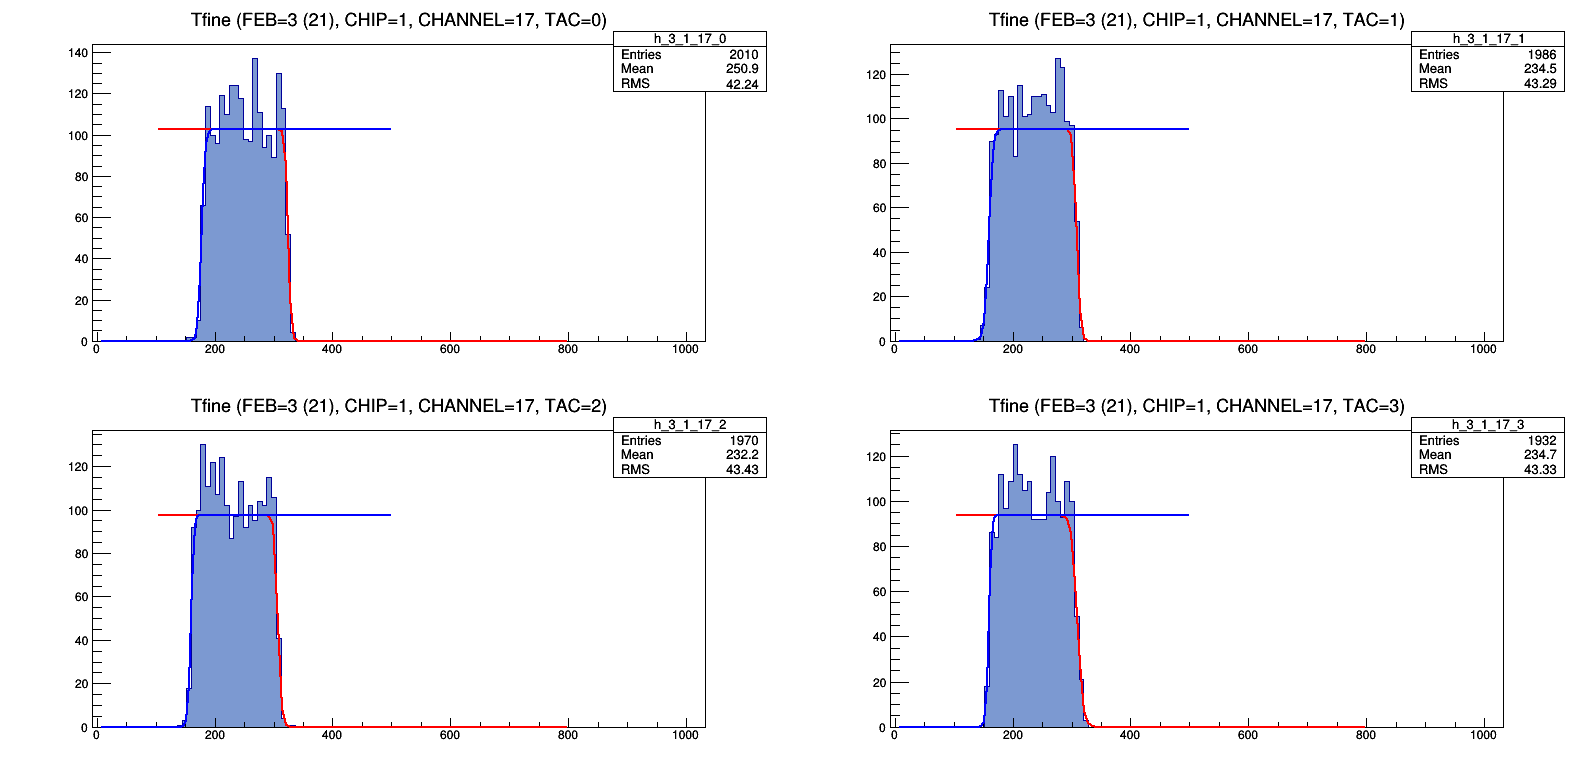 Tfine (FEB=3 (21), CHIP=1, CHANNEL=17, TAC=0)
h_3_1_17_0
Entries 2010
Mean 250.9
RMS 42.24
140
120
100
80
60
40
20
0
0 200 400 600 800 1000
Tfine (FEB=3 (21), CHIP=1, CHANNEL=17, TAC=1)
h_3_1_17_1
Entries 1986
Mean 234.5
RMS 43.29
120
100
80
60
40
20
0
0 200 400 600 800 1000
Tfine (FEB=3 (21), CHIP=1, CHANNEL=17, TAC=2)
h_3_1_17_2
Entries 1970
Mean 232.2
RMS 43.43
120
100
80
60
40
20
0
0 200 400 600 800 1000
Tfine (FEB=3 (21), CHIP=1, CHANNEL=17, TAC=3)
h_3_1_17_3
Entries 1932
Mean 234.7
RMS 43.33
120
100
80
60
40
20
0
0 200 400 600 800 1000